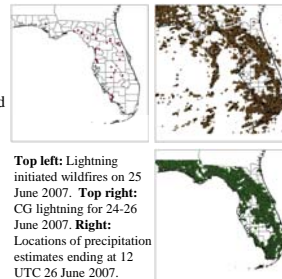 d
Top left: Lightning
initiated wildfires on 25
June 2007. Top right:
CG lightning for 24-26
June 2007. Right:
Locations of precipitation
estimates ending at 12
UTC 26 June 2007.